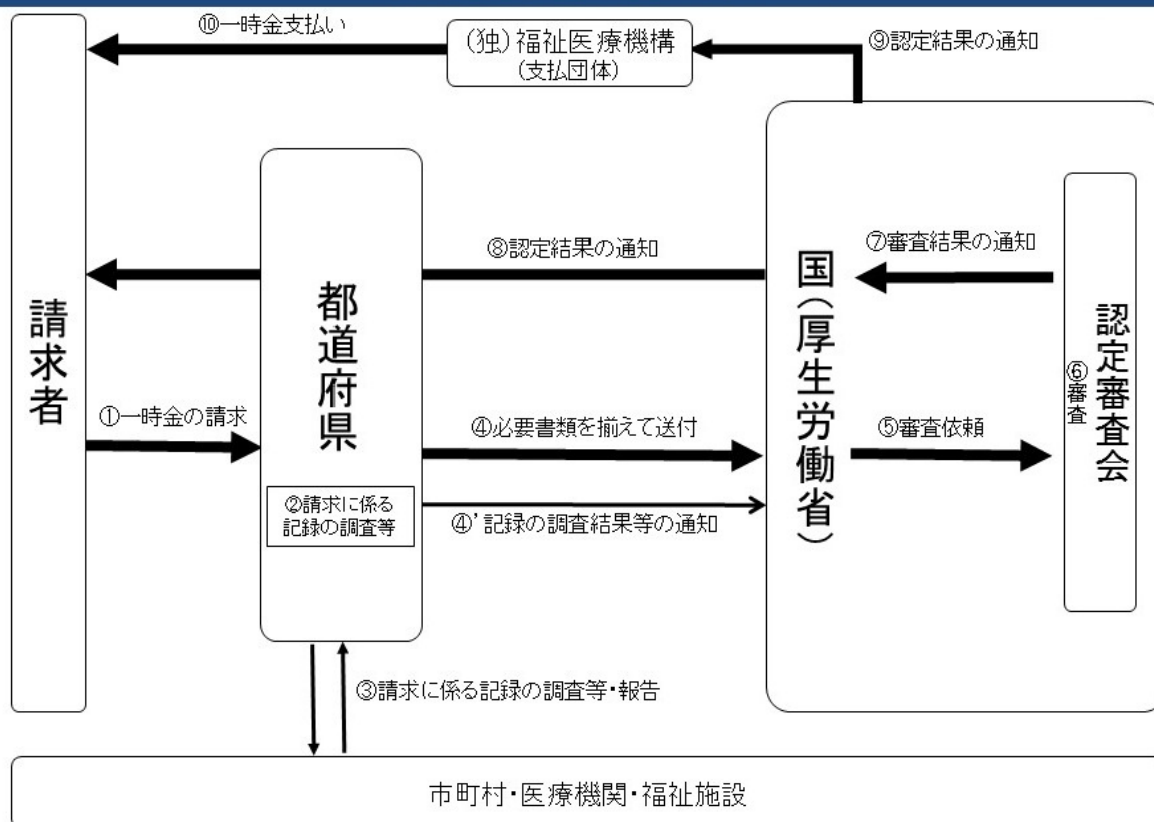 ⑩一時金支払い
(独)福祉医療機構
(支払団体)
⑨認定結果の通知
請求者
⑧認定結果の通知
⑦審査結果の通知
都道府県
国(厚生労働省)
認定審査会
⑥審査
①一時金の請求
④必要書類を揃えて送付
⑤審査依頼
②請求に係る
記録の調査等
④’記録の調査結果等の通知
③請求に係る記録の調査等・報告
市町村・医療機関・福祉施設